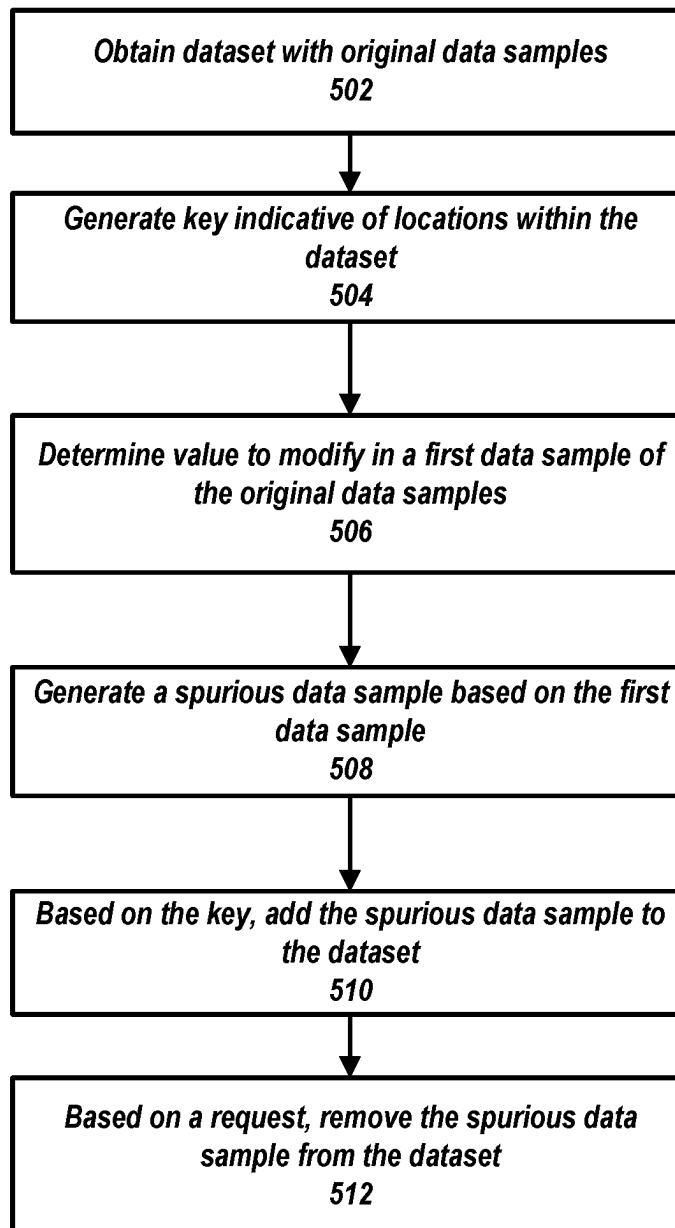 Obtain dataset with original data samples
502
Generate key indicative of locations within the
dataset
504
Determine value to modify in a first data sample of
the original data samples
506
Generate a spurious data sample based on the first
data sample
508
Based on the key, add the spurious data sample to
the dataset
510
Based on a request, remove the spurious data
sample from the dataset
512